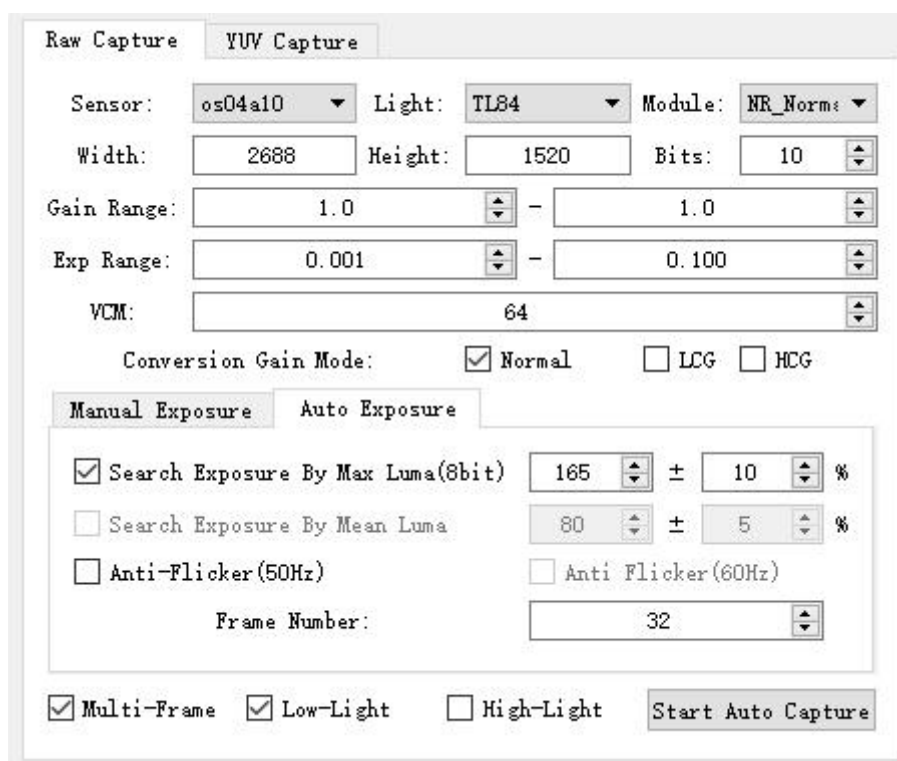 Raw Capture YUV Capture
Sensor: os04a10 Light: TL84 Module: NR_Norma
Width: 2688 Height: 1520 Bits: 10
Gain Range: 1.0 - 1.0
Exp Range: 0.001 - 0.100
VCM: 64
Conversion Gain Mode: Normal LCG HCG
Manual Exposure Auto Exposure
Search Exposure By Max Luma(8bit) 165 ± 10 %
Search Exposure By Mean Luma 80 ± 5 %
Anti-Flicker(50Hz) Anti Flicker(60Hz)
Frame Number: 32
Multi-Frame Low-Light High-Light Start Auto Capture